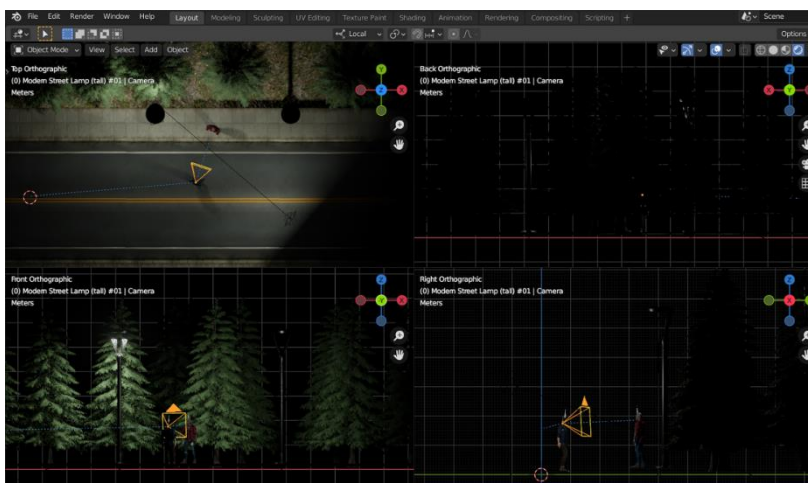 File Edit Render Window Help Layout Modeling Sculpting UV Editing Texture Paint Shading Animation Rendering Compositing Scripting + Scene
Local Options
Object Mode View Select Add Object
Top Orthographic
(0) Modern Street Lamp (tall) #01 | Camera
Meters
Y
Z
X
Back Orthographic
(0) Modern Street Lamp (tall) #01 | Camera
Meters
Z
Y
X
Front Orthographic
(0) Modern Street Lamp (tall) #01 | Camera
Meters
Z
Y
X
Right Orthographic
(0) Modern Street Lamp (tall) #01 | Camera
Meters
Z
X
Y